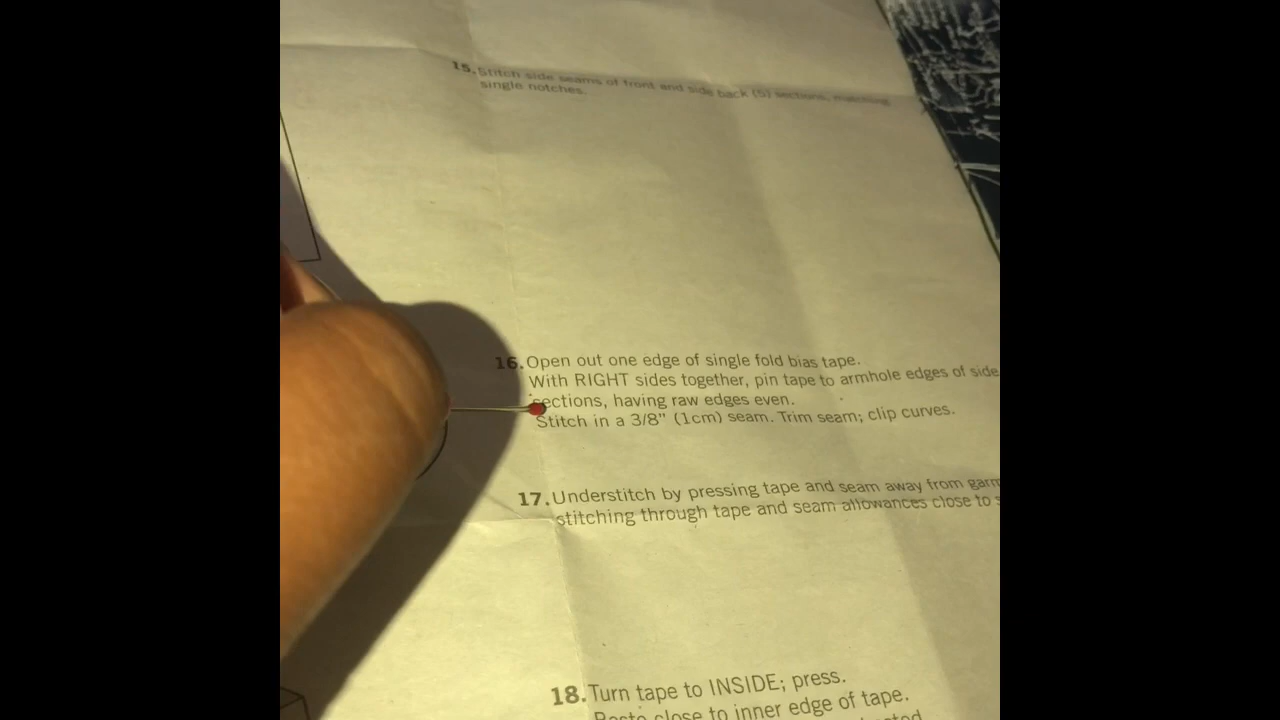 15. Stitch side seams of front and side back (5) sections, matching
single notches.
16. Open out one edge of single fold bias tape.
With RIGHT sides together, pin tape to armhole edges of side
sections, having raw edges even.
Stitch in a 3/8" (1cm) seam. Trim seam; clip curves.
17. Understitch by pressing tape and seam away from
stitching through tape and seam allowances close to
18. Turn tape to INSIDE; press.
close to inner edge of tape.